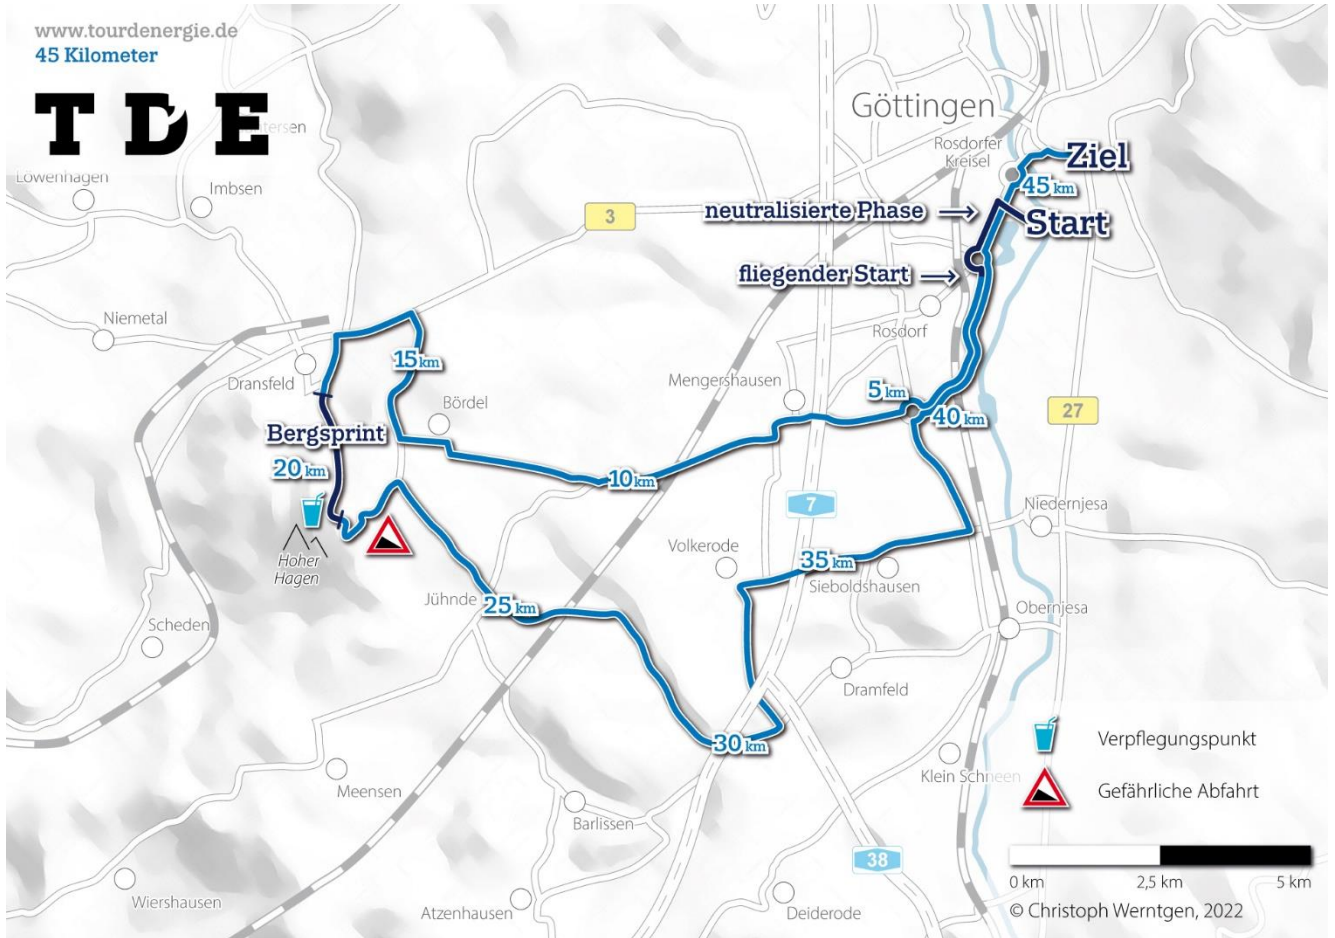 www.tourdenergie.de
45 Kilometer
TDE
Löwenhagen
Imbsen
Göttingen
Rosdorfer
Kreisel
Ziel
45 km
neutralisierte Phase
Start
3
fliegender Start
Niemetal
Rosdorf
15 km
Dransfeld
Mengershausen
5 km
Bördel
40 km
27
Bergsprint
20 km
10 km
7
Niedernjesa
Volkerode
35 km
Sieboldshausen
Hoher
Hagen
Jühnde
25 km
Obernjesa
Scheden
Dramfeld
30 km
Verpflegungspunkt
Klein Schneen
Meensen
Gefährliche Abfahrt
Barlissen
38
0 km
2,5 km
5 km
Wiershausen
Atzenhausen
Deiderode
© Christoph Werntgen, 2022